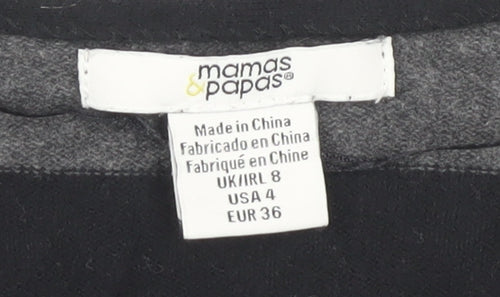 mamas
&papas®
Made in China
Fabricado en China
Fabriqué en Chine
UK/IRL 8
USA 4
EUR 36